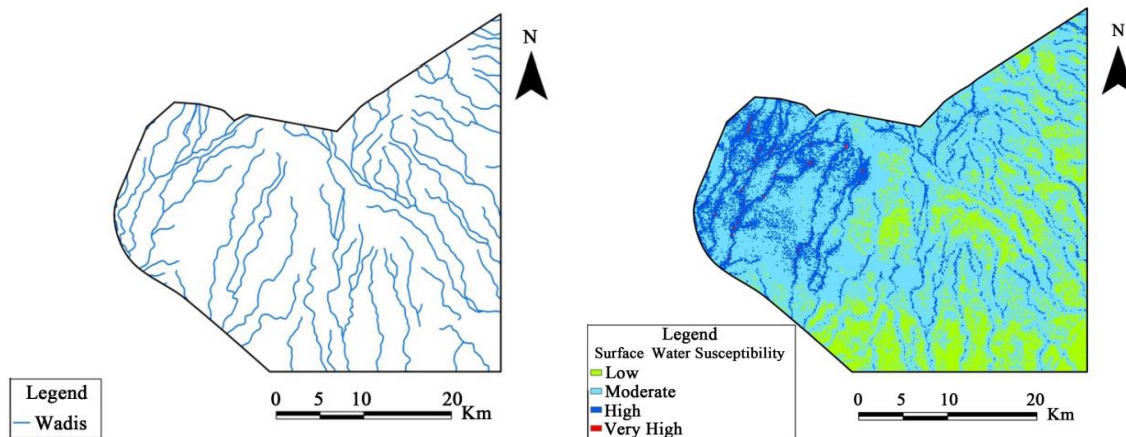 N
Legend
Wadis
0 5 10 20
Km
N
Legend
Surface Water Susceptibility
Low
Moderate
High
Very High
0 5 10 20
Km